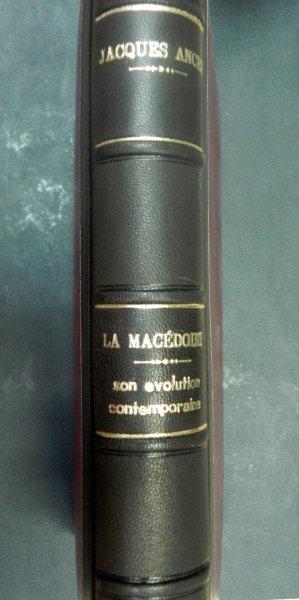 JACQUES ANCE
LA MACÉDOINE
son evolution
contemporaine